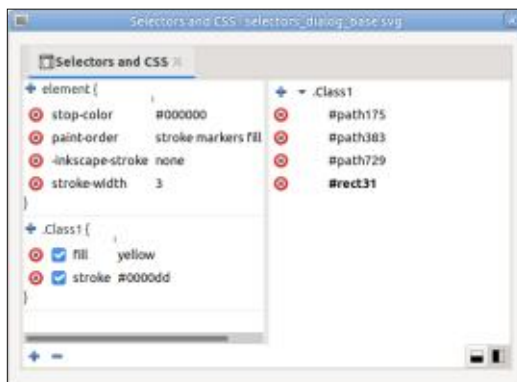 Selectors and CSS - selectors_dialog_base.svg
Selectors and CSS
element {
stop-color #000000
paint-order stroke markers fill
-inkscape-stroke none
stroke-width 3
}
.Class1 {
fill yellow
stroke #0000dd
}
.Class1
#path175
#path383
#path729
#rect31